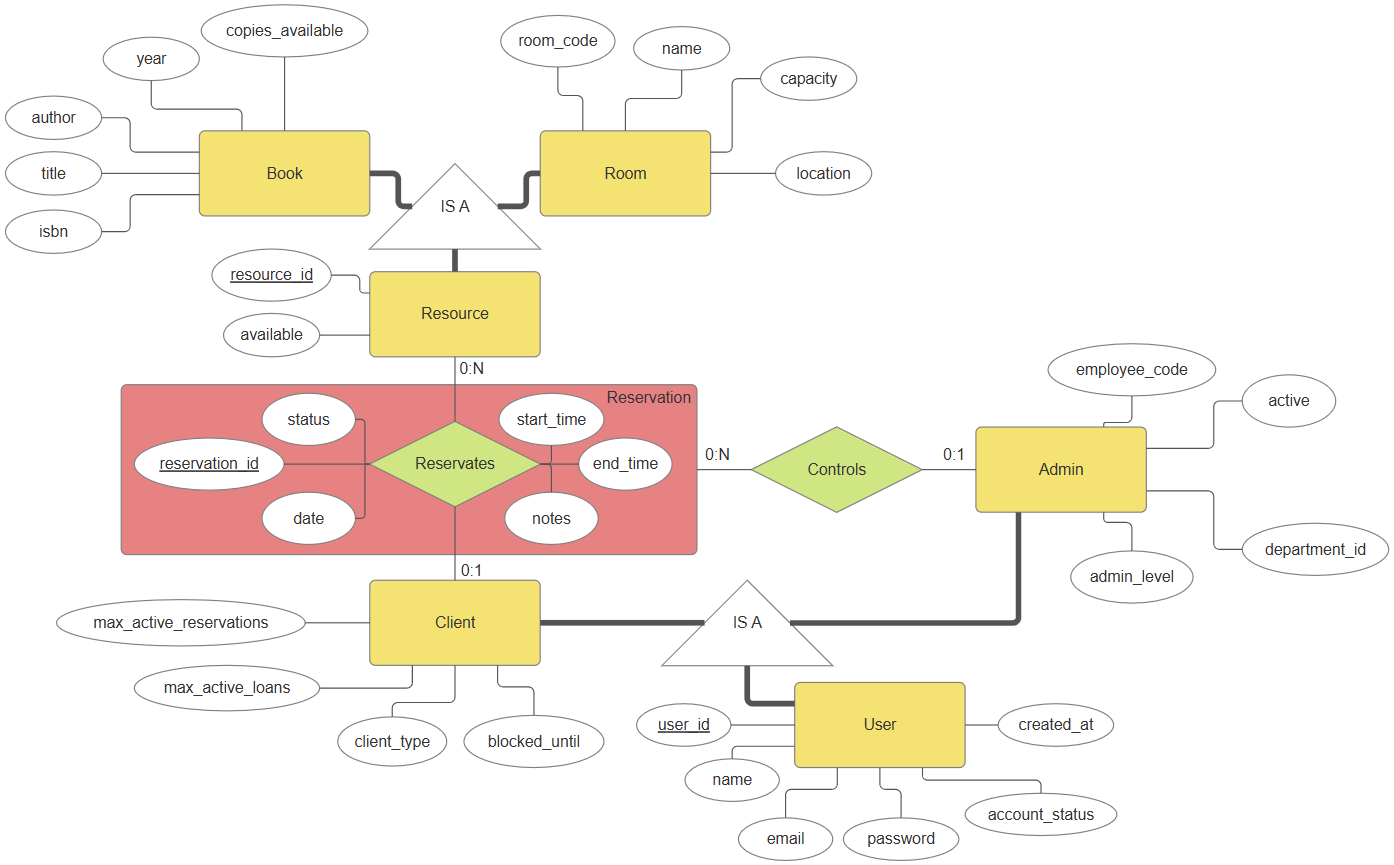 copies_available
room_code
name
year
capacity
author
Book
Room
title
location
IS A
isbn
resource_id
Resource
available
0:N
employee_code
Reservation
active
status
start_time
0:N
0:1
reservation_id
Reservates
end_time
Controls
Admin
date
notes
department_id
0:1
admin_level
max_active_reservations
Client
IS A
max_active_loans
user_id
User
created_at
client_type
blocked_until
name
account_status
email
password